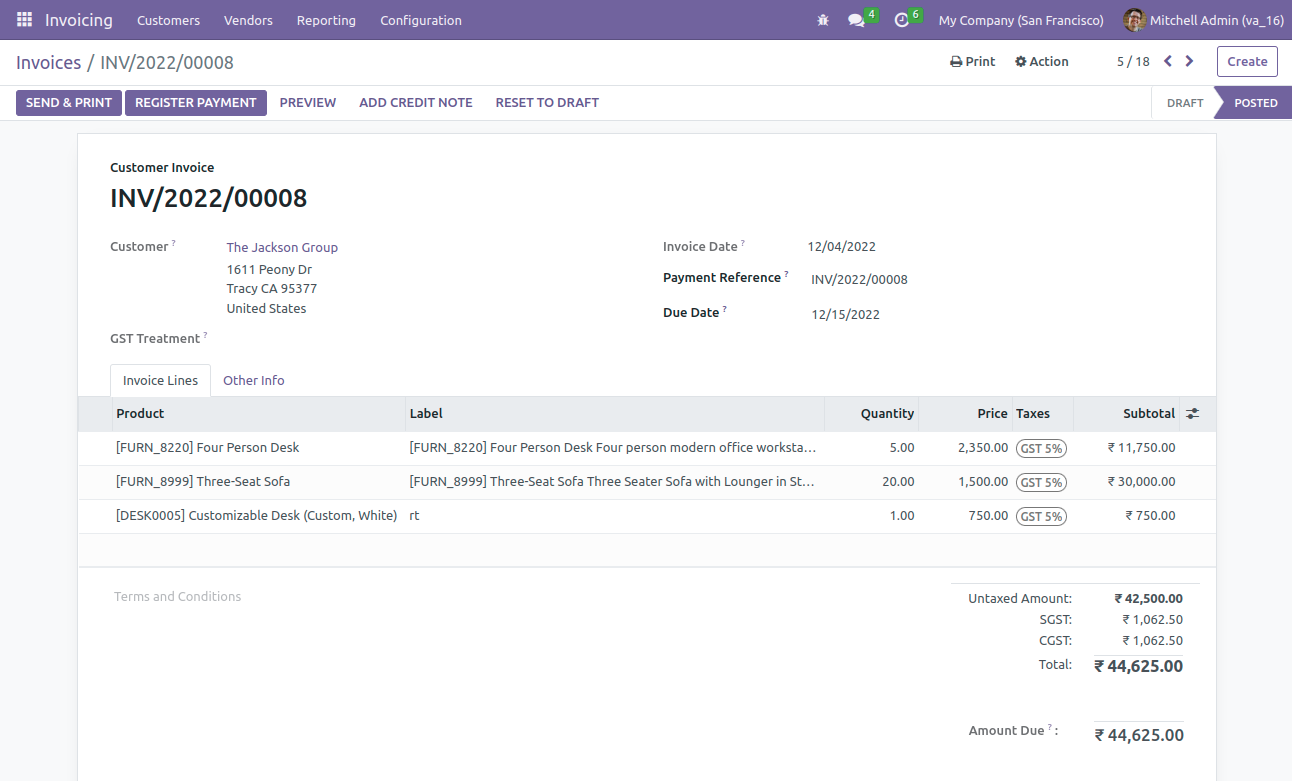 Invoicing Customers Vendors Reporting Configuration 4 6 My Company (San Francisco) Mitchell Admin (va_16)
Invoices / INV/2022/00008 Print Action 5 / 18 Create
SEND & PRINT REGISTER PAYMENT PREVIEW ADD CREDIT NOTE RESET TO DRAFT DRAFT POSTED
Customer Invoice
INV/2022/00008
Customer ? The Jackson Group Invoice Date ? 12/04/2022
1611 Peony Dr
Tracy CA 95377
United States
Payment Reference ? INV/2022/00008
Due Date ? 12/15/2022
GST Treatment ?
Invoice Lines Other Info
Product Label Quantity Price Taxes Subtotal
[FURN_8220] Four Person Desk [FURN_8220] Four Person Desk Four person modern office worksta... 5.00 2,350.00 GST 5% ₹ 11,750.00
[FURN_8999] Three-Seat Sofa [FURN_8999] Three-Seat Sofa Three Seater Sofa with Lounger in St... 20.00 1,500.00 GST 5% ₹ 30,000.00
[DESK0005] Customizable Desk (Custom, White) rt 1.00 750.00 GST 5% ₹ 750.00
Terms and Conditions
Untaxed Amount: ₹ 42,500.00
SGST: ₹ 1,062.50
CGST: ₹ 1,062.50
Total: ₹ 44,625.00
Amount Due ? : ₹ 44,625.00